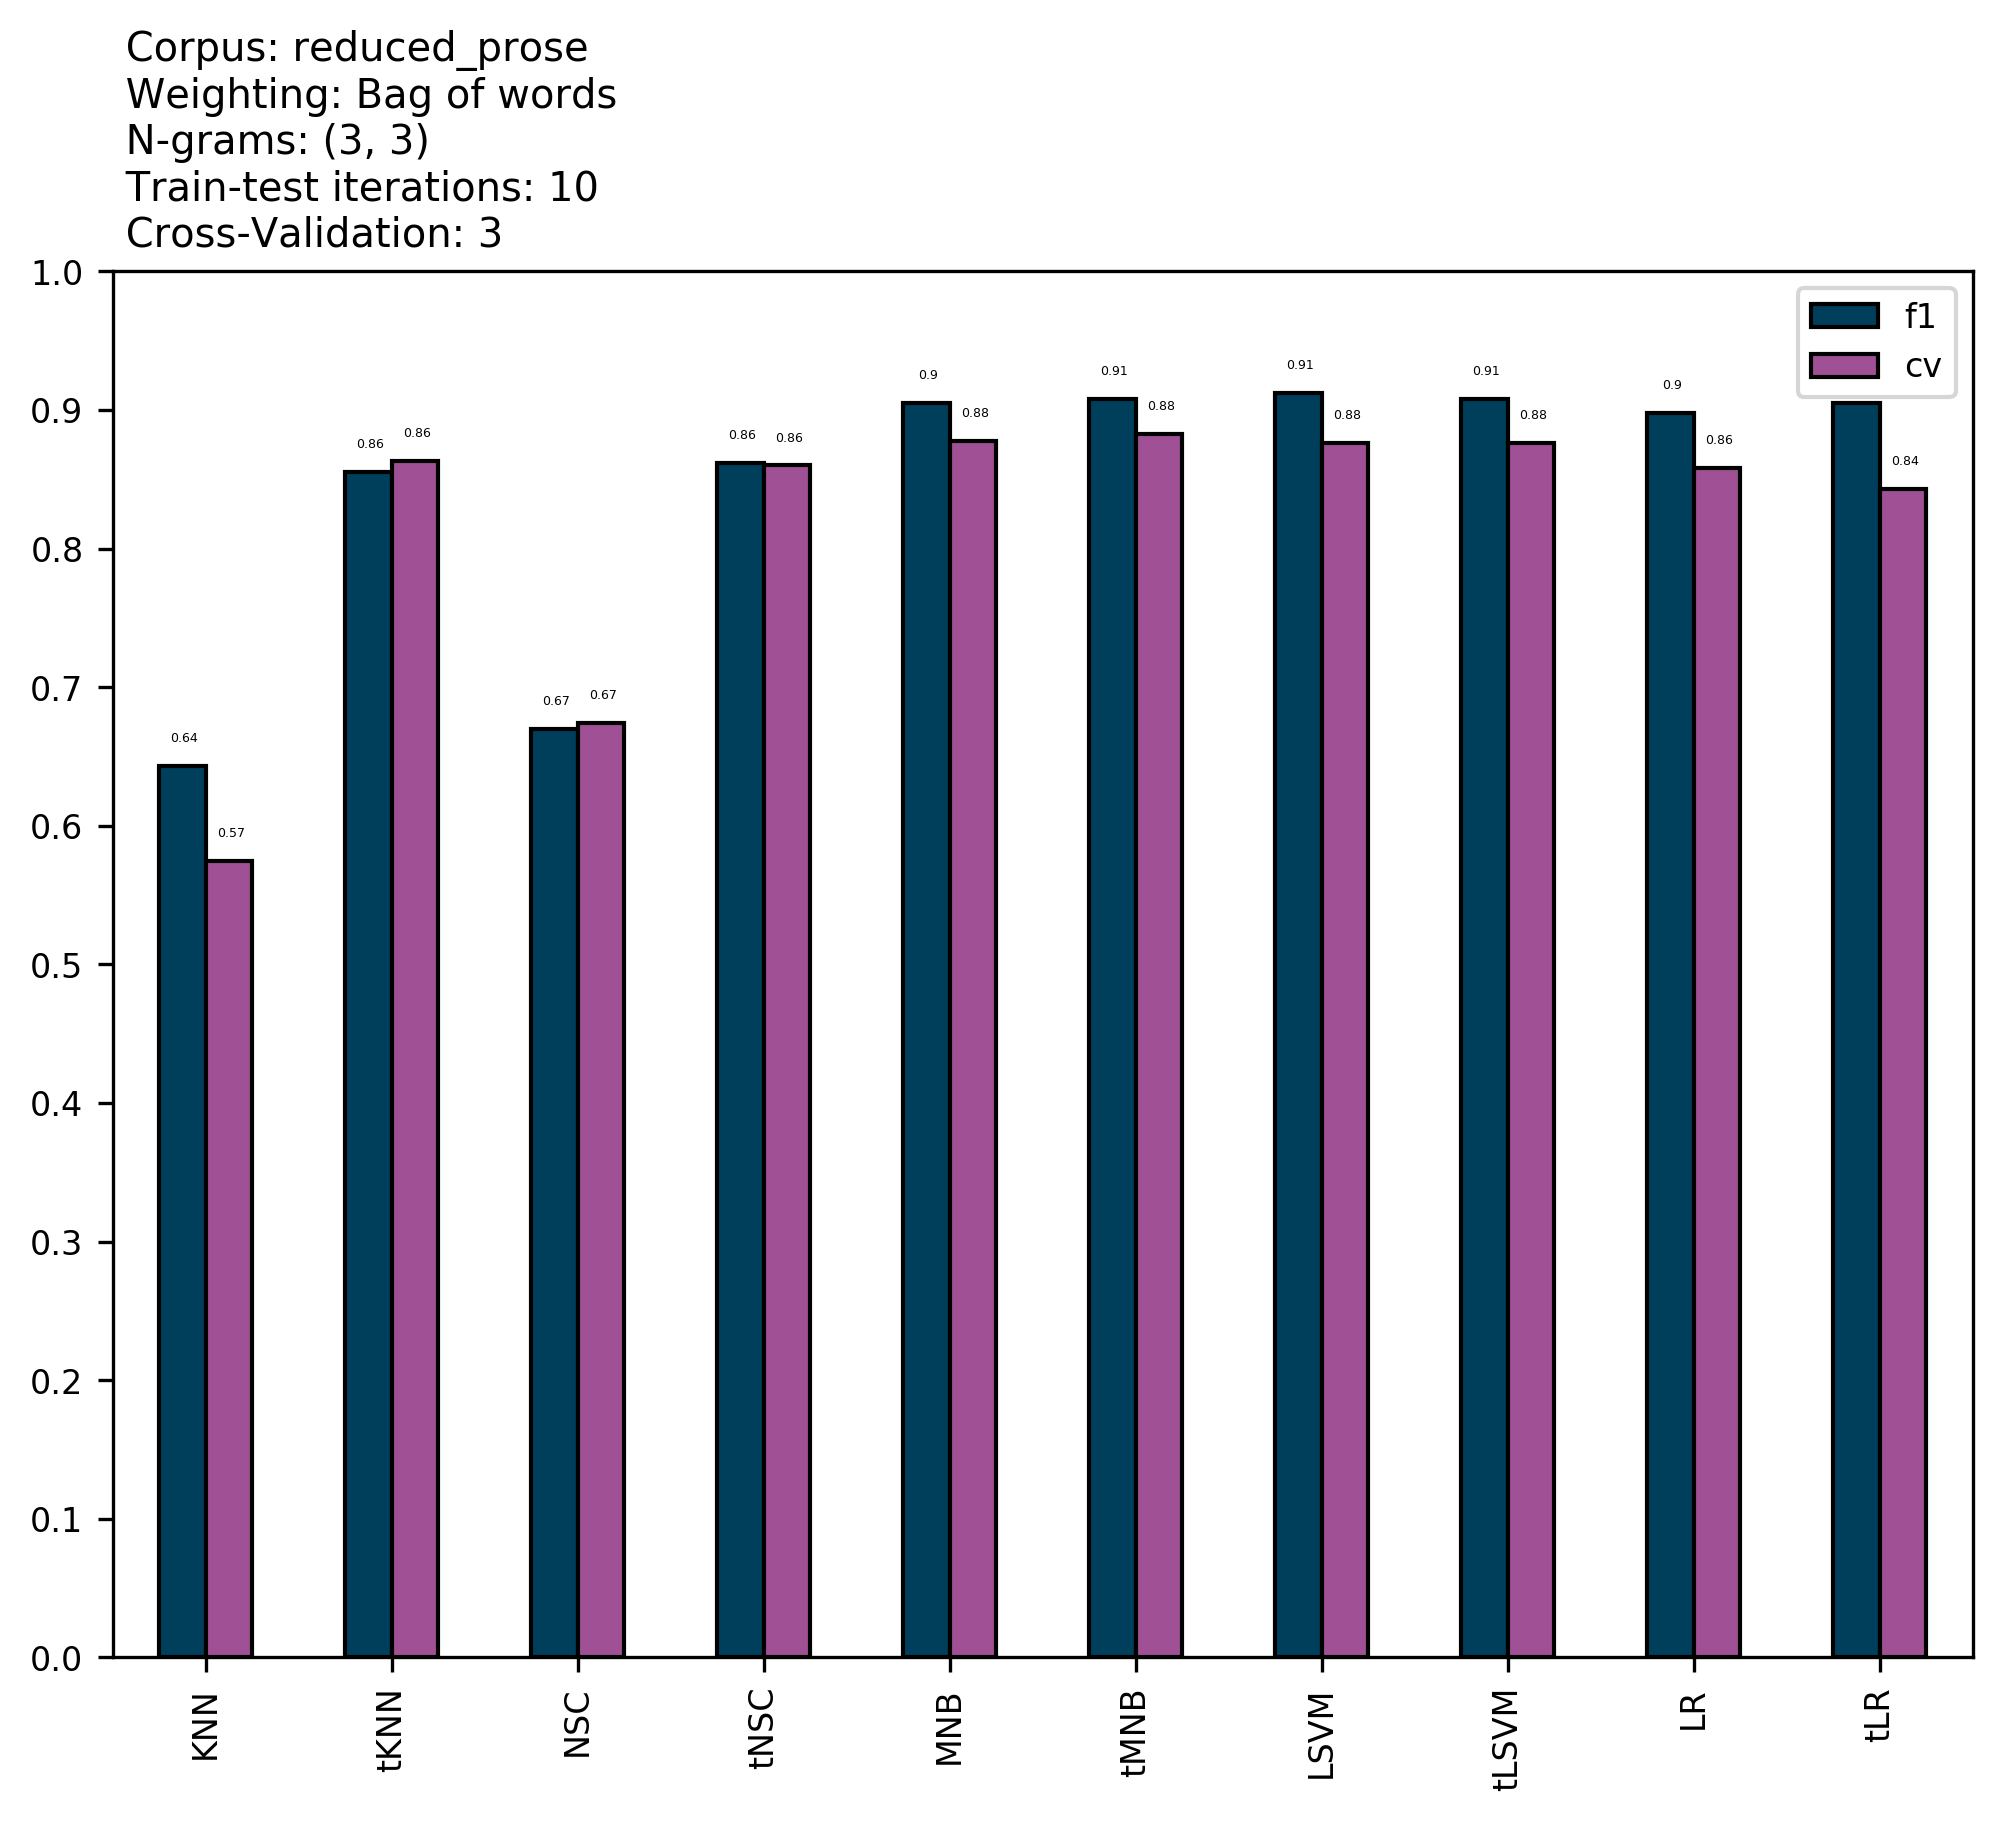 Corpus: reduced_prose
Weighting: Bag of words
N-grams: (3, 3)
Train-test iterations: 10
Cross-Validation: 3
1.0
0.9
0.8
0.7
0.6
0.5
0.4
0.3
0.2
0.1
0.0
f1
cv
0.64
0.57
0.86
0.86
0.67
0.67
0.86
0.86
0.9
0.88
0.91
0.88
0.91
0.88
0.91
0.88
0.9
0.86
0.84
KNN
tKNN
NSC
tNSC
MNB
tMNB
LSVM
tLSVM
LR
tLR